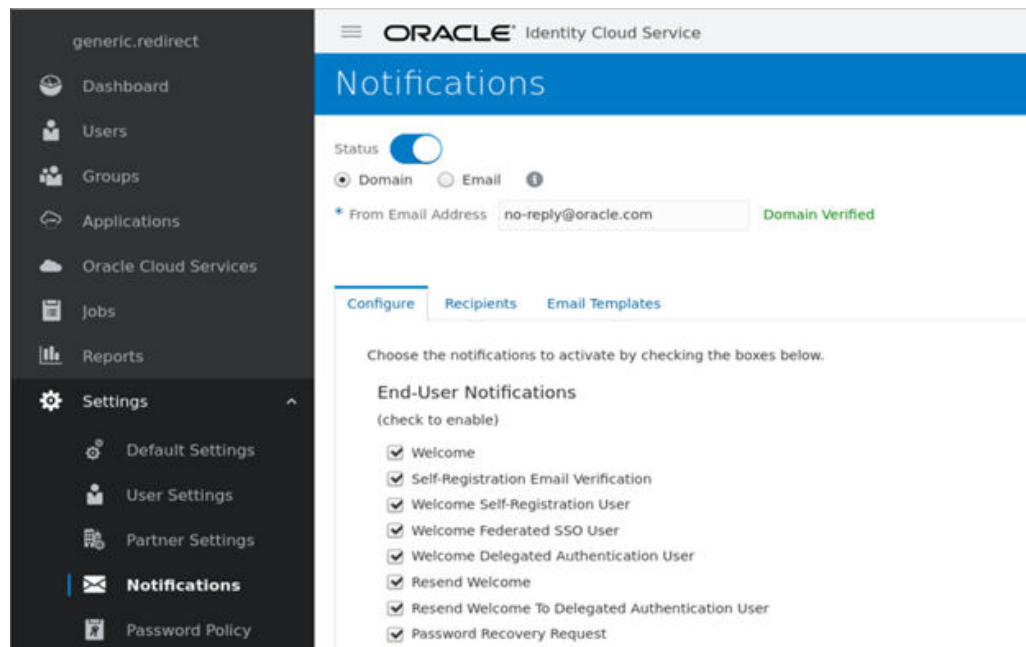 generic.redirect
Dashboard
Users
Groups
Applications
Oracle Cloud Services
Jobs
Reports
Settings
Default Settings
User Settings
Partner Settings
Notifications
Password Policy
ORACLE® Identity Cloud Service
Notifications
Status
Domain Email
* From Email Address no-reply@oracle.com Domain Verified
Configure Recipients Email Templates
Choose the notifications to activate by checking the boxes below.
End-User Notifications
(check to enable)
Welcome
Self-Registration Email Verification
Welcome Self-Registration User
Welcome Federated SSO User
Welcome Delegated Authentication User
Resend Welcome
Resend Welcome To Delegated Authentication User
Password Recovery Request